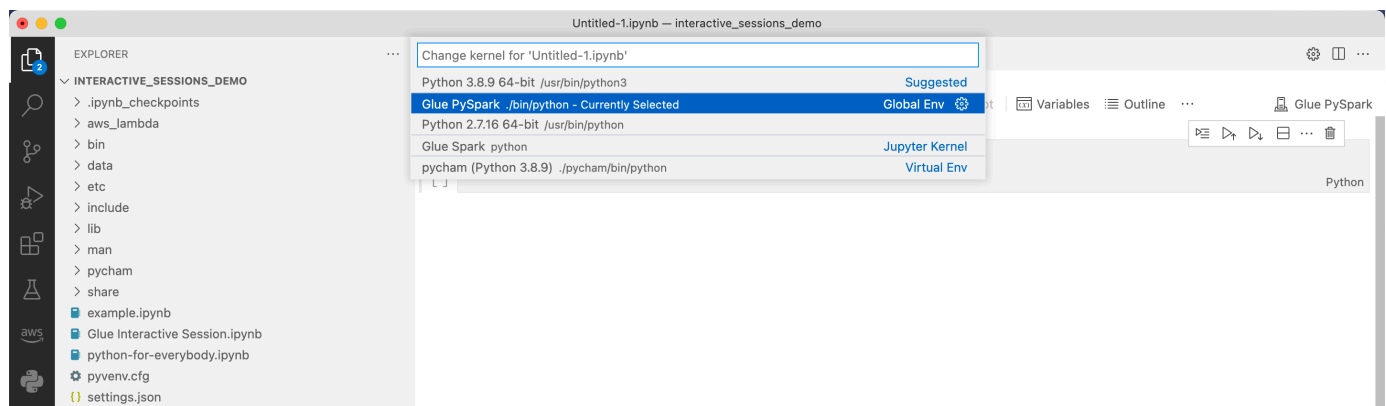 Untitled-1.ipynb — interactive_sessions_demo
2
EXPLORER
INTERACTIVE_SESSIONS_DEMO
.ipynb_checkpoints
aws_lambda
bin
data
etc
include
lib
man
pycham
share
example.ipynb
Glue Interactive Session.ipynb
python-for-everybody.ipynb
pyvenv.cfg
{} settings.json
aws
Change kernel for 'Untitled-1.ipynb'
Python 3.8.9 64-bit /usr/bin/python3 Suggested
Glue PySpark ./bin/python - Currently Selected Global Env
Python 2.7.16 64-bit /usr/bin/python
Glue Spark python Jupyter Kernel
pycham (Python 3.8.9) ./pycham/bin/python Virtual Env
Variables Outline ··· Glue PySpark
[ ]
Python